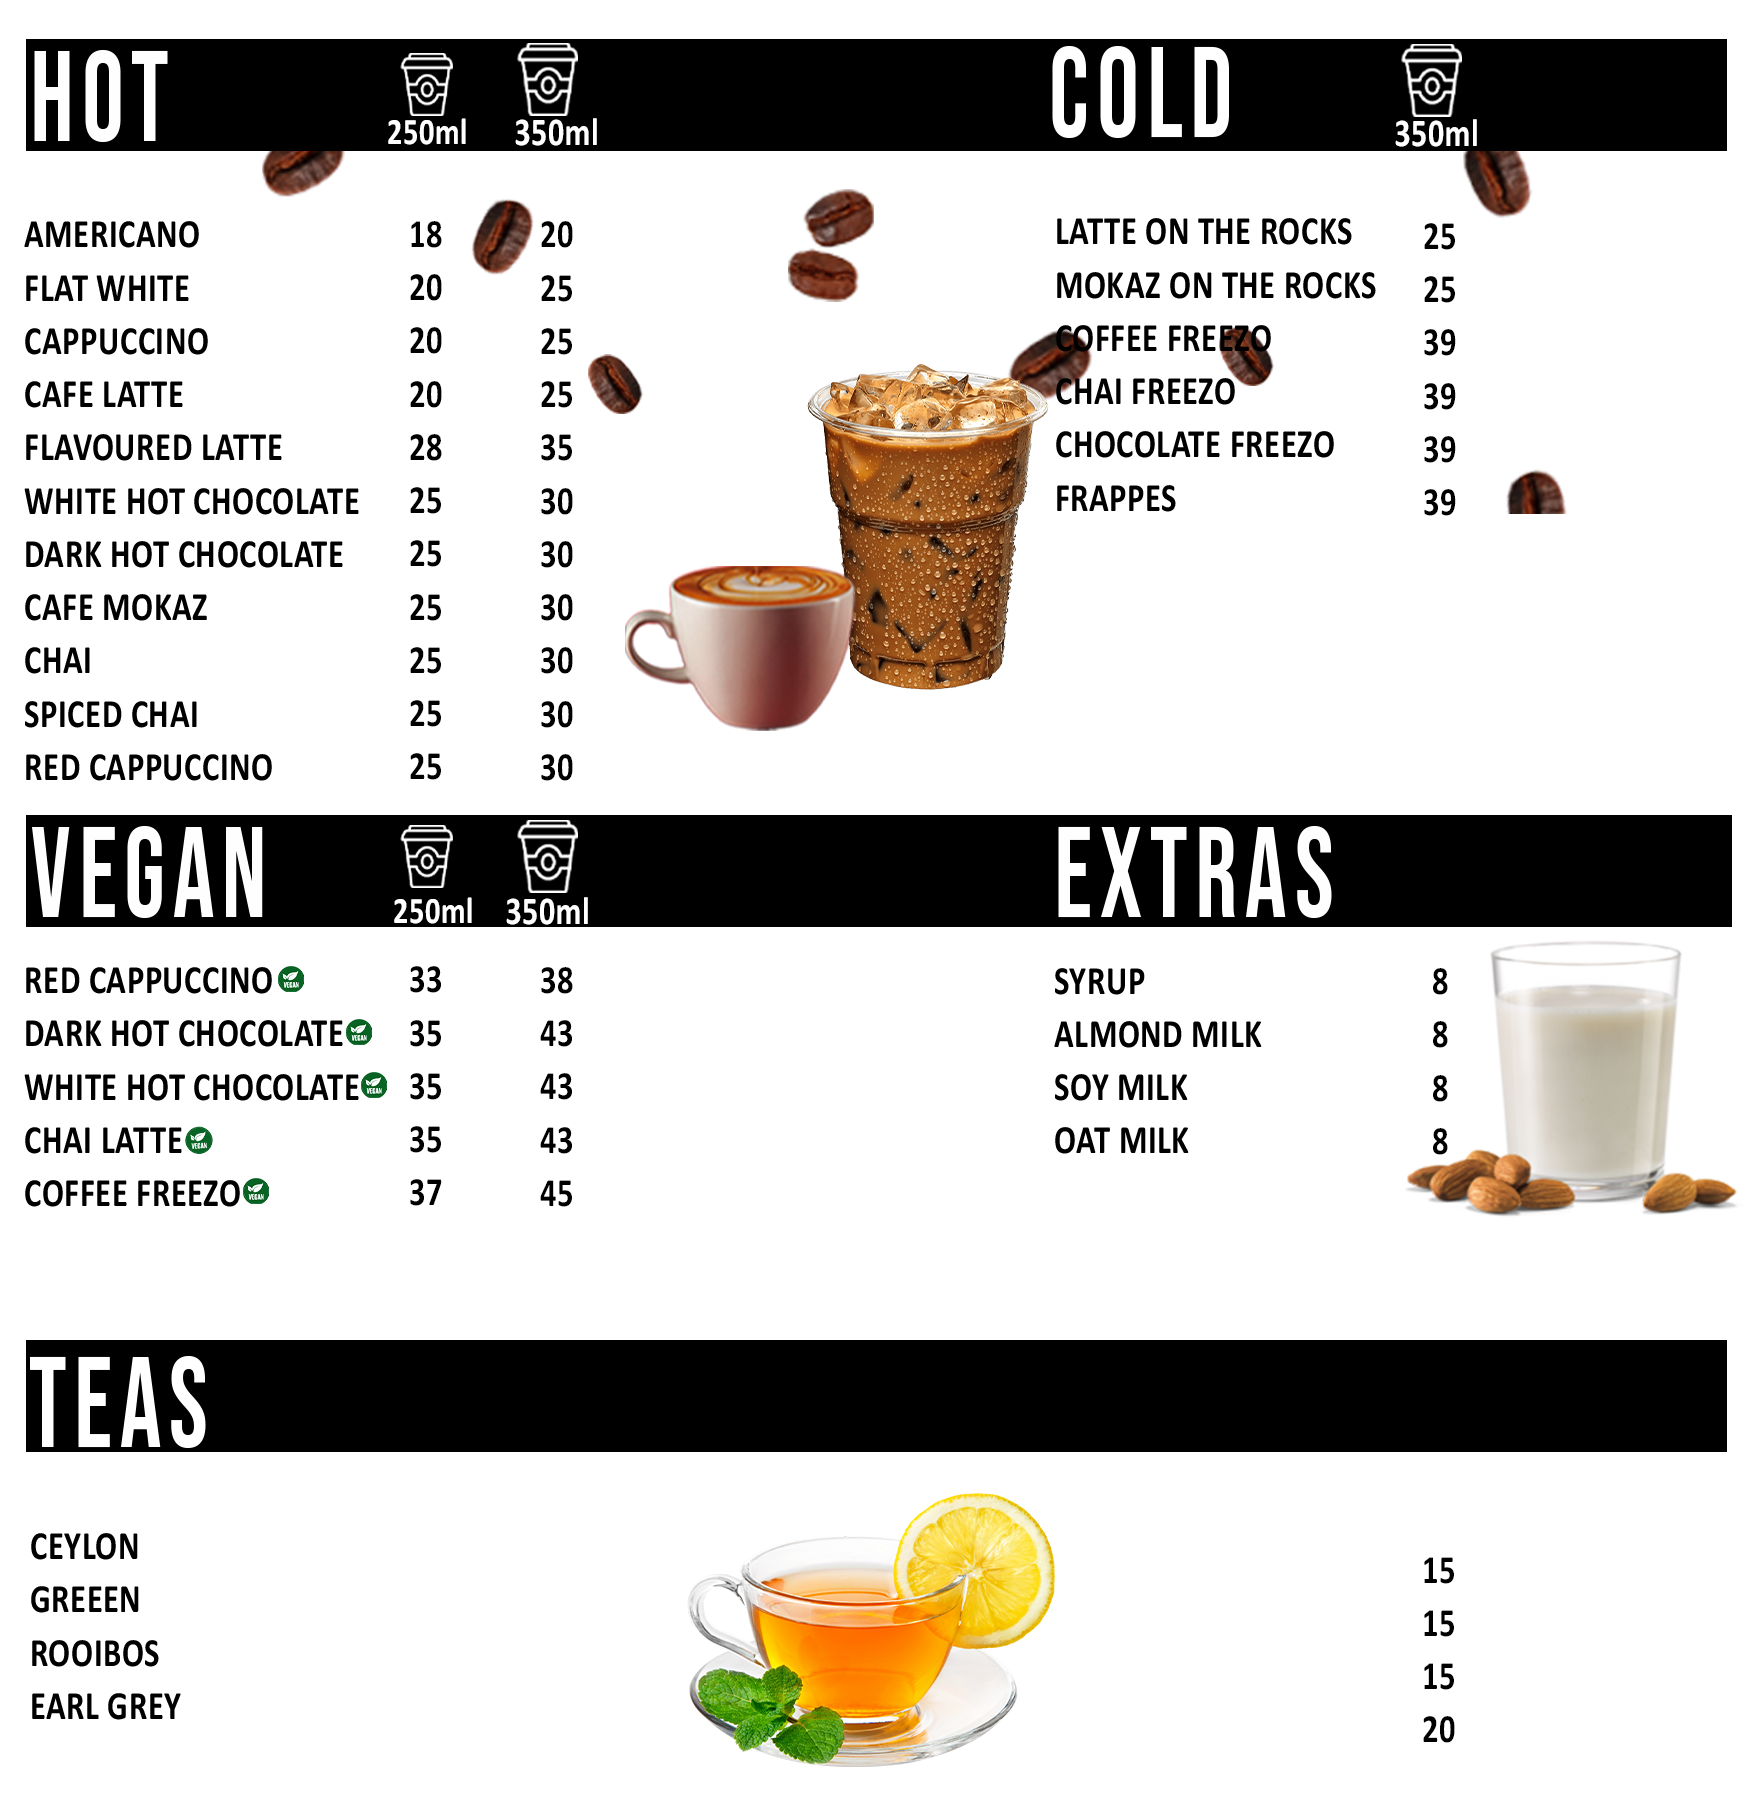 HOT 250ml 350ml
AMERICANO 18 20
FLAT WHITE 20 25
CAPPUCCINO 20 25
CAFE LATTE 20 25
FLAVOURED LATTE 28 35
WHITE HOT CHOCOLATE 25 30
DARK HOT CHOCOLATE 25 30
CAFE MOKAZ 25 30
CHAI 25 30
SPICED CHAI 25 30
RED CAPPUCCINO 25 30
COLD 350ml
LATTE ON THE ROCKS 25
MOKAZ ON THE ROCKS 25
COFFEE FREEZO 39
CHAI FREEZO 39
CHOCOLATE FREEZO 39
FRAPPES 39
VEGAN 250ml 350ml
RED CAPPUCCINO VEGAN 33 38
DARK HOT CHOCOLATE VEGAN 35 43
WHITE HOT CHOCOLATE VEGAN 35 43
CHAI LATTE VEGAN 35 43
COFFEE FREEZO VEGAN 37 45
EXTRAS
SYRUP 8
ALMOND MILK 8
SOY MILK 8
OAT MILK 8
TEAS
CEYLON 15
GREEEN 15
ROOIBOS 15
EARL GREY 20